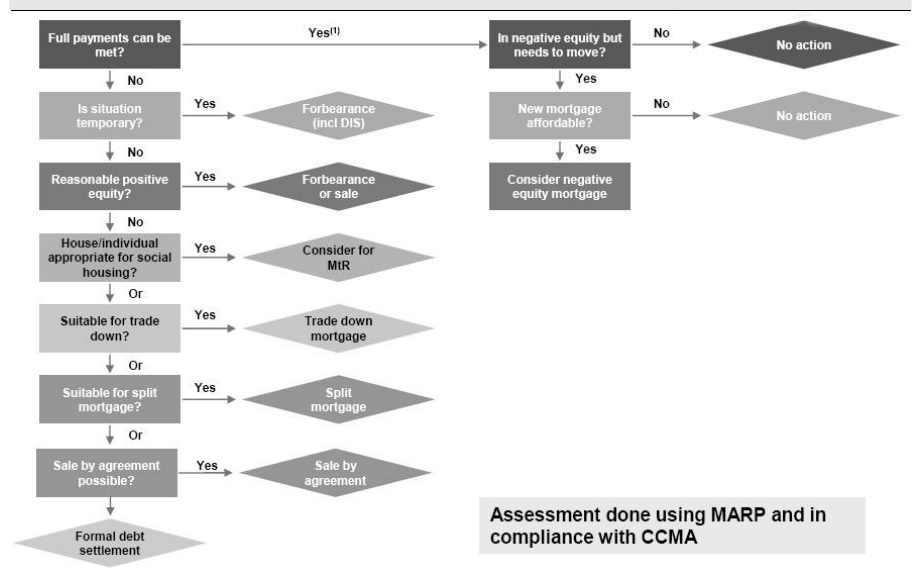 Full payments can be
met?
Yes(1)
In negative equity but
needs to move?
No
No action
No
Yes
Is situation
temporary?
Yes
Forbearance
(incl DIS)
New mortgage
affordable?
No
No action
No
Yes
Reasonable positive
equity?
Yes
Forbearance
or sale
Consider negative
equity mortgage
No
House/individual
appropriate for social
housing?
Yes
Consider for
MtR
Or
Suitable for trade
down?
Yes
Trade down
mortgage
Or
Suitable for split
mortgage?
Yes
Split
mortgage
Or
Sale by agreement
possible?
Yes
Sale by
agreement
Formal debt
settlement
Assessment done using MARP and in
compliance with CCMA